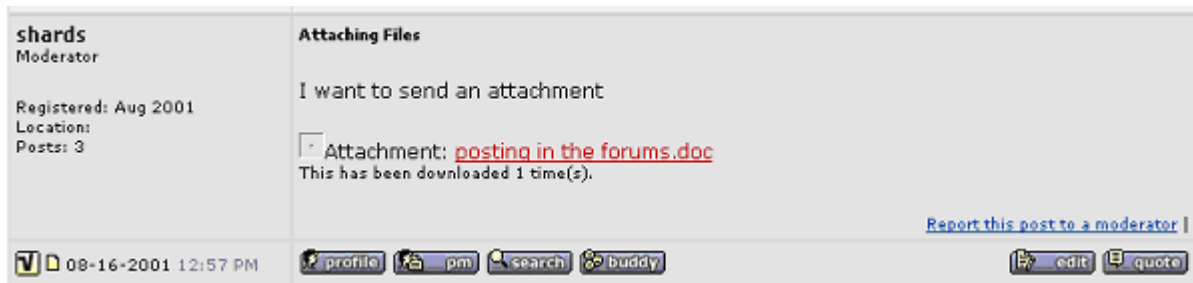 shards
Moderator
Registered: Aug 2001
Location:
Posts: 3
Attaching Files
I want to send an attachment
Attachment: posting in the forums.doc
This has been downloaded 1 time(s).
Report this post to a moderator |
V 08-16-2001 12:57 PM
profile pm search buddy edit quote